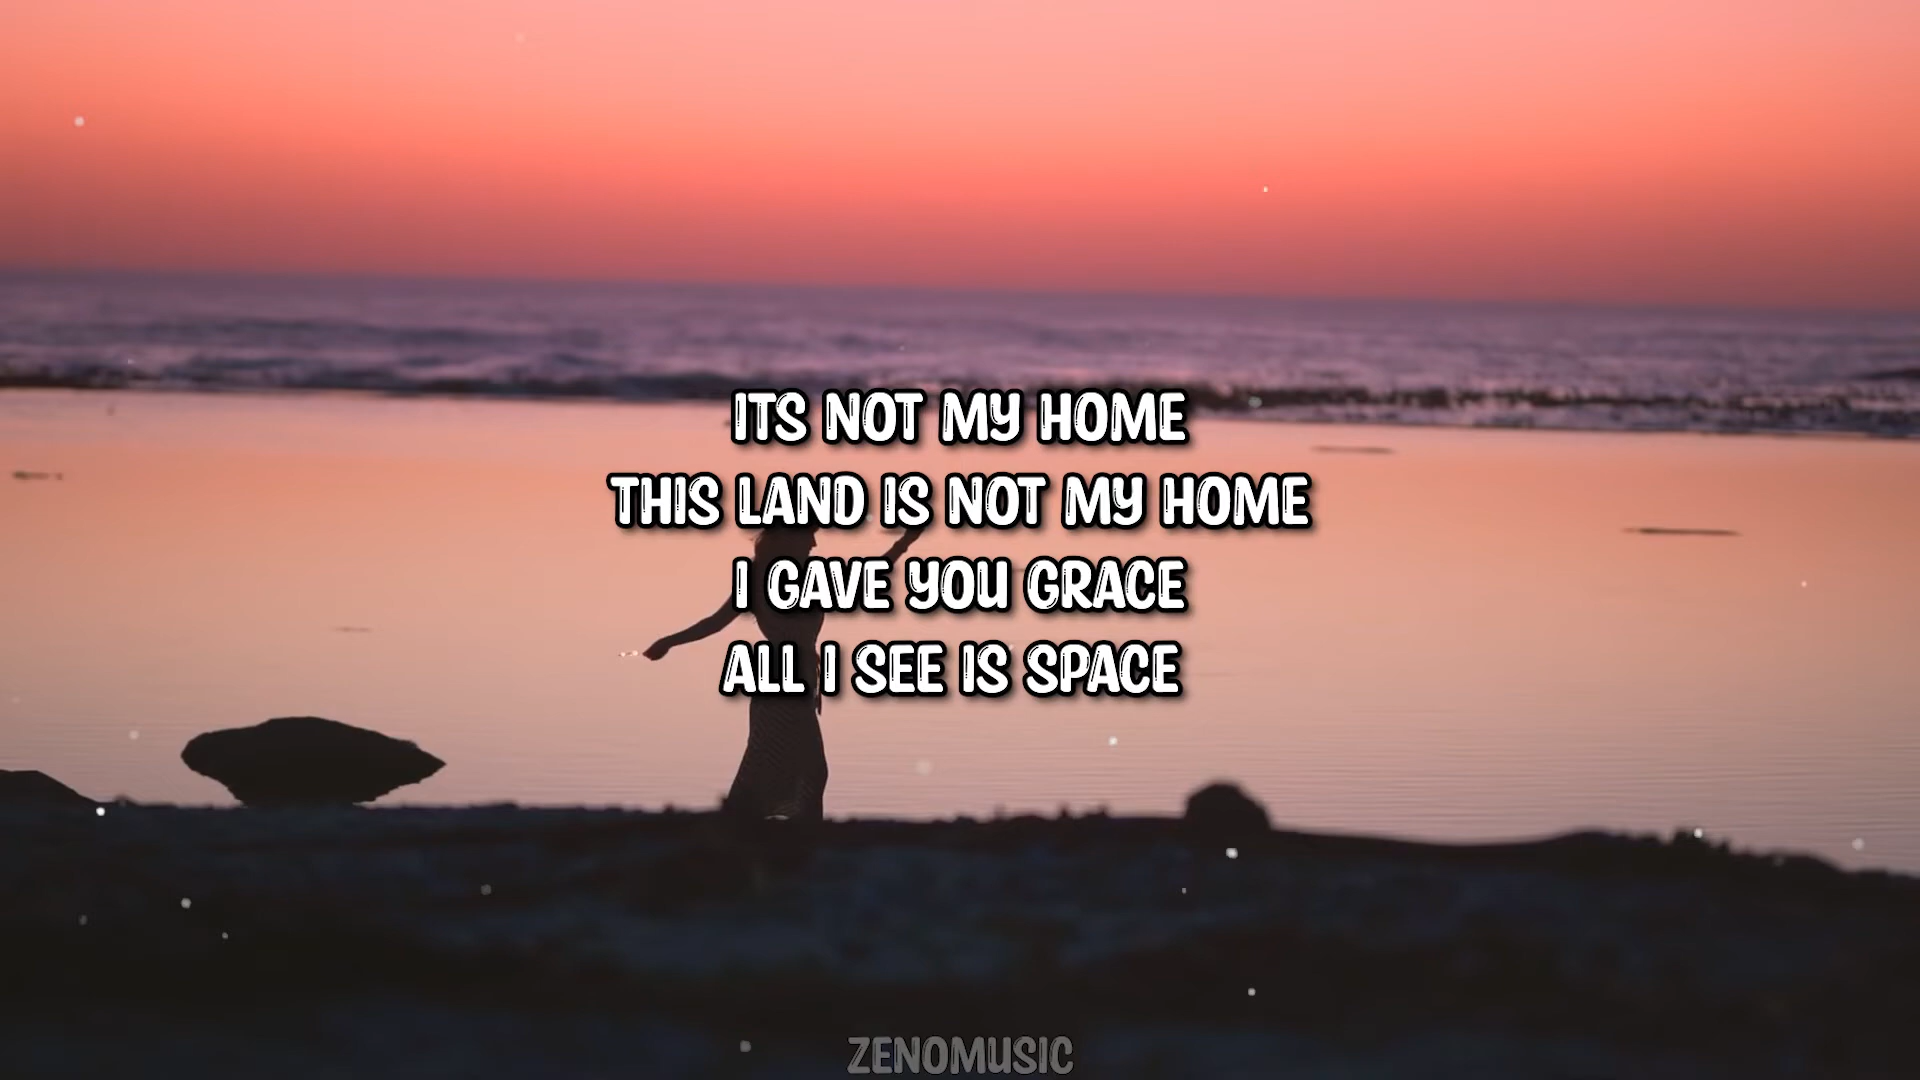 ITS NOT MY HOME
THIS LAND IS NOT MY HOME
I GAVE YOU GRACE
ALL I SEE IS SPACE
ZENOMUSIC